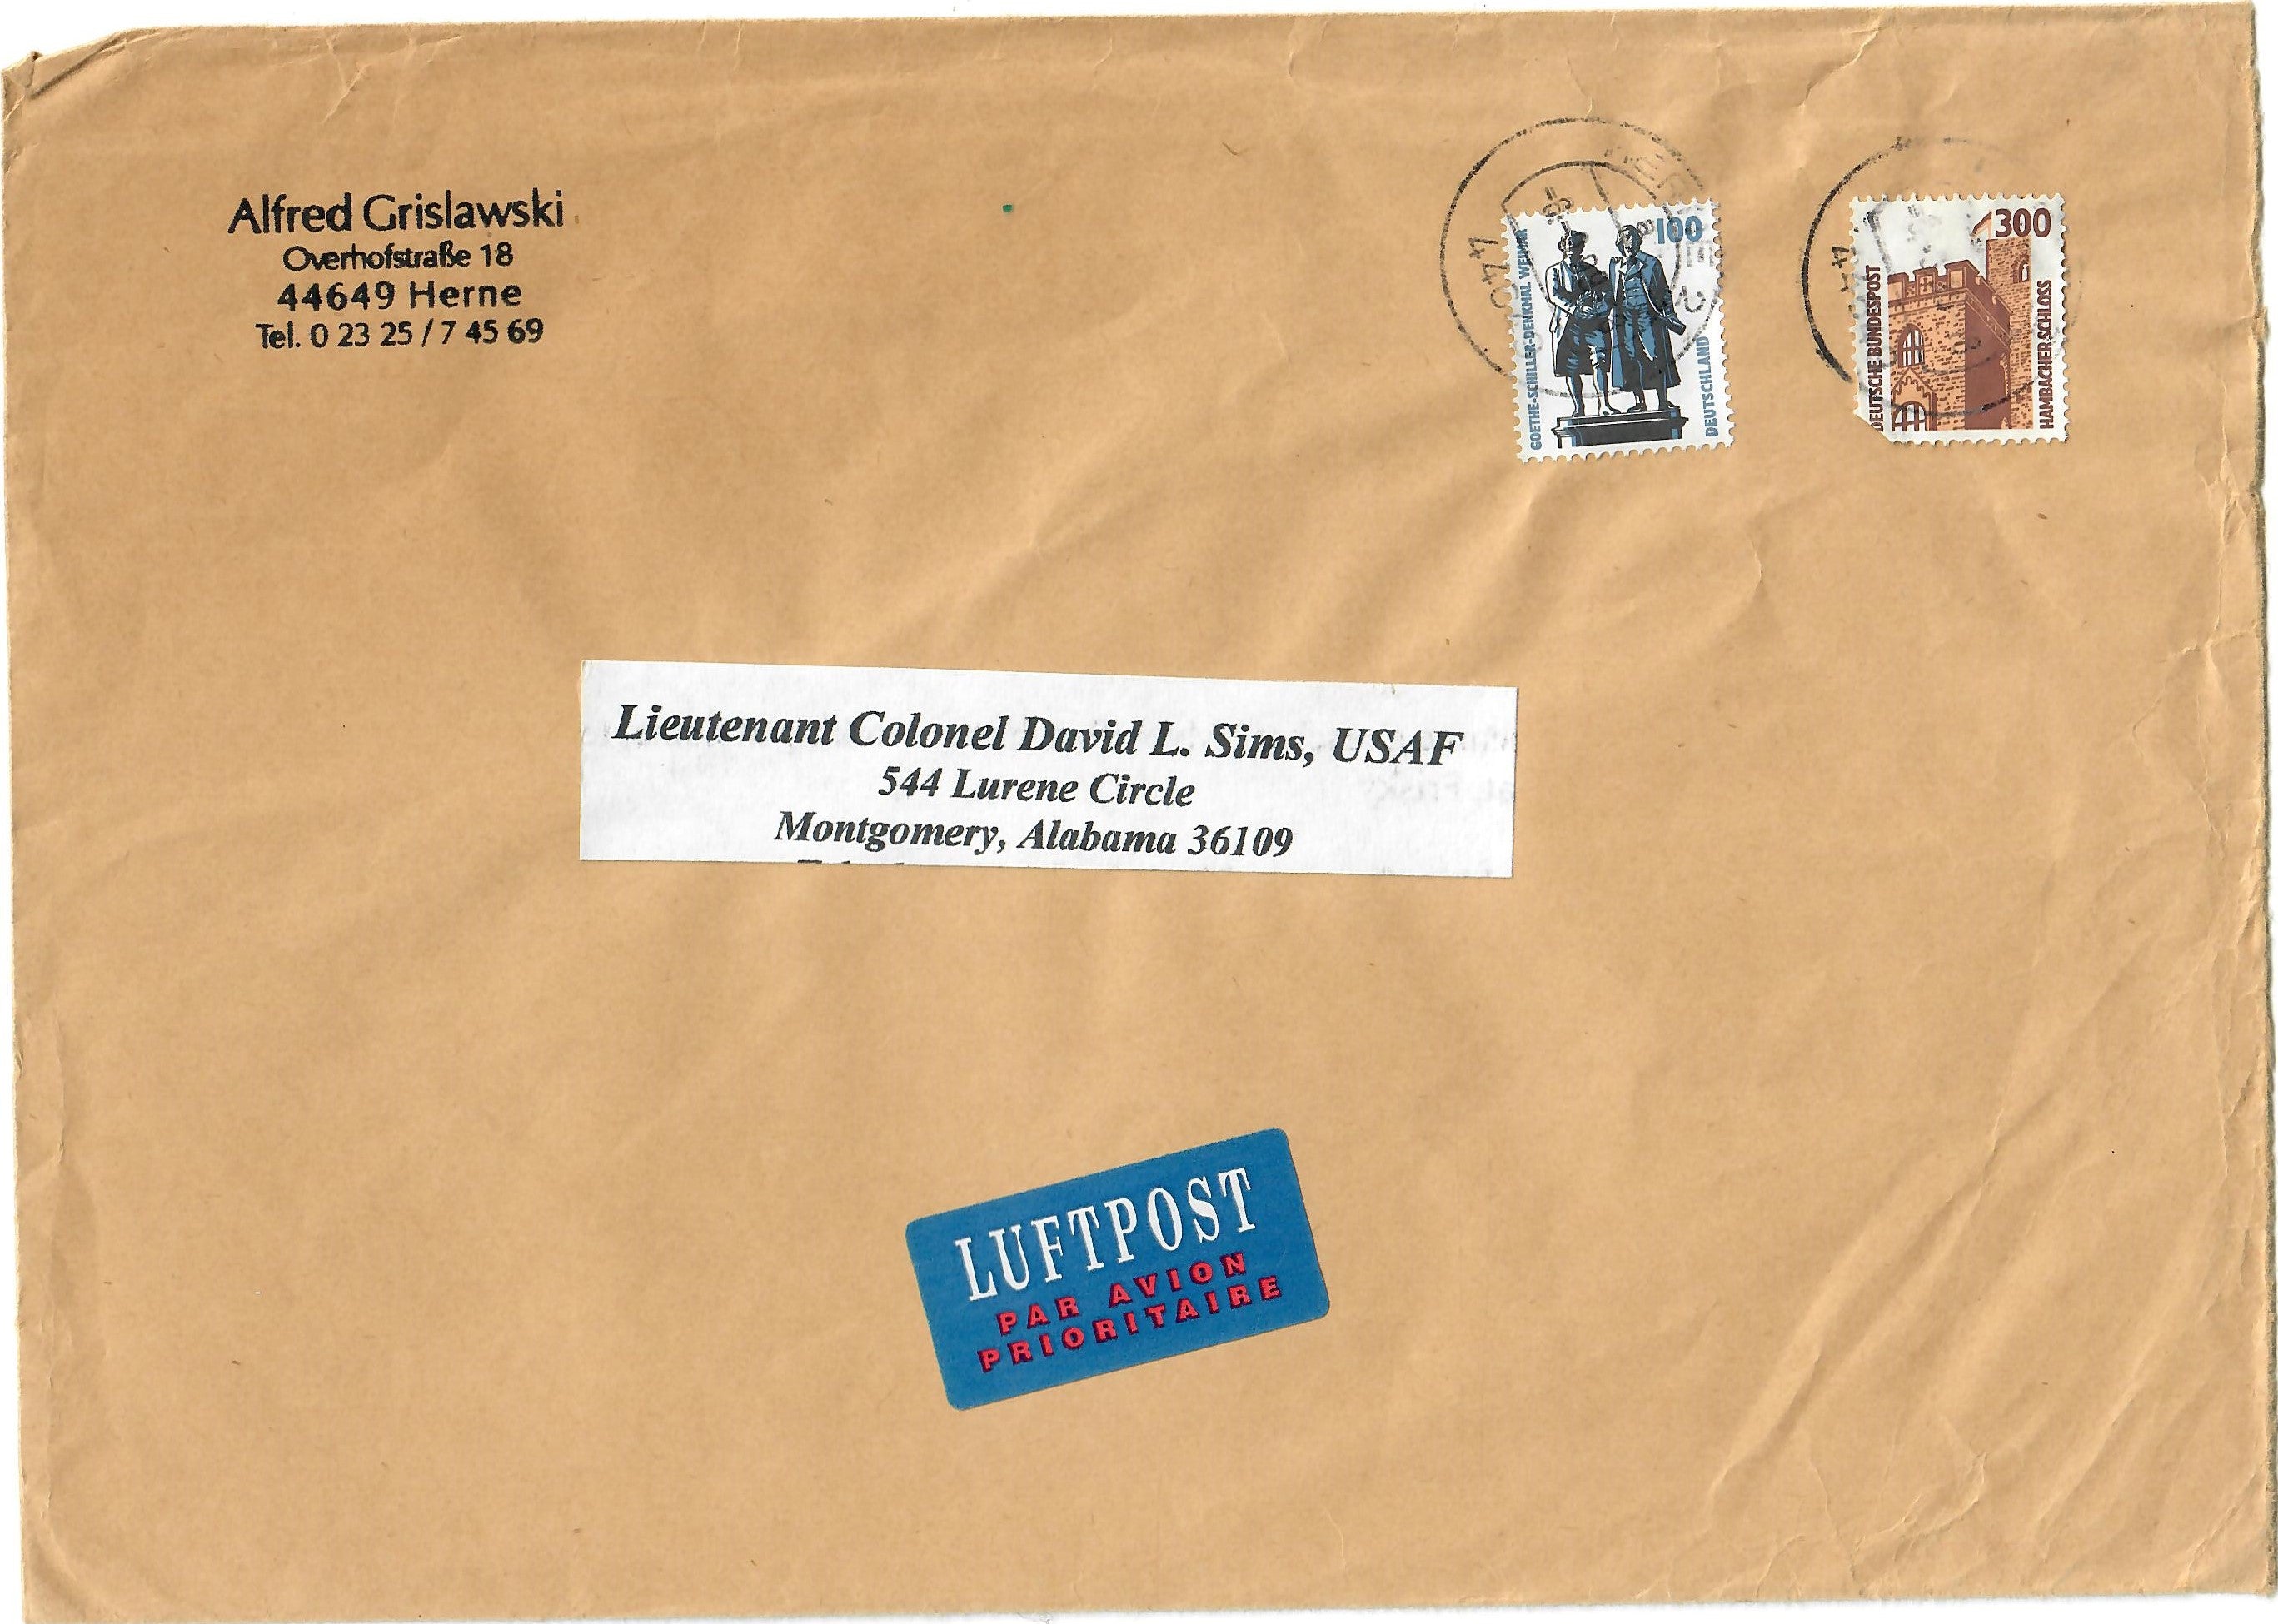 Alfred Grislawski
Overhofstraße 18
44649 Herne
Tel. 0 23 25 / 7 45 69
GOETHE-SCHILLER-DENKMAL WEIMAR
100
DEUTSCHLAND
DEUTSCHE BUNDESPOST
300
HAMBACHER SCHLOSS
Lieutenant Colonel David L. Sims, USAF
544 Lurene Circle
Montgomery, Alabama 36109
LUFTPOST
PAR AVION
PRIORITAIRE